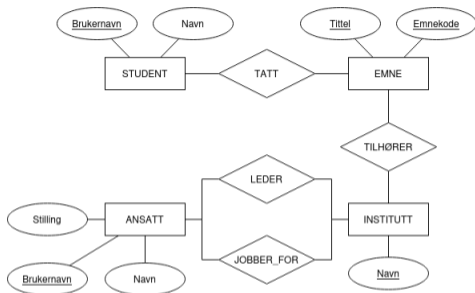 Brukernavn
Navn
Tittel
Emnekode
STUDENT
TATT
EMNE
TILHØRER
LEDER
Stilling
ANSATT
INSTITUTT
JOBBER_FOR
Brukernavn
Navn
Navn